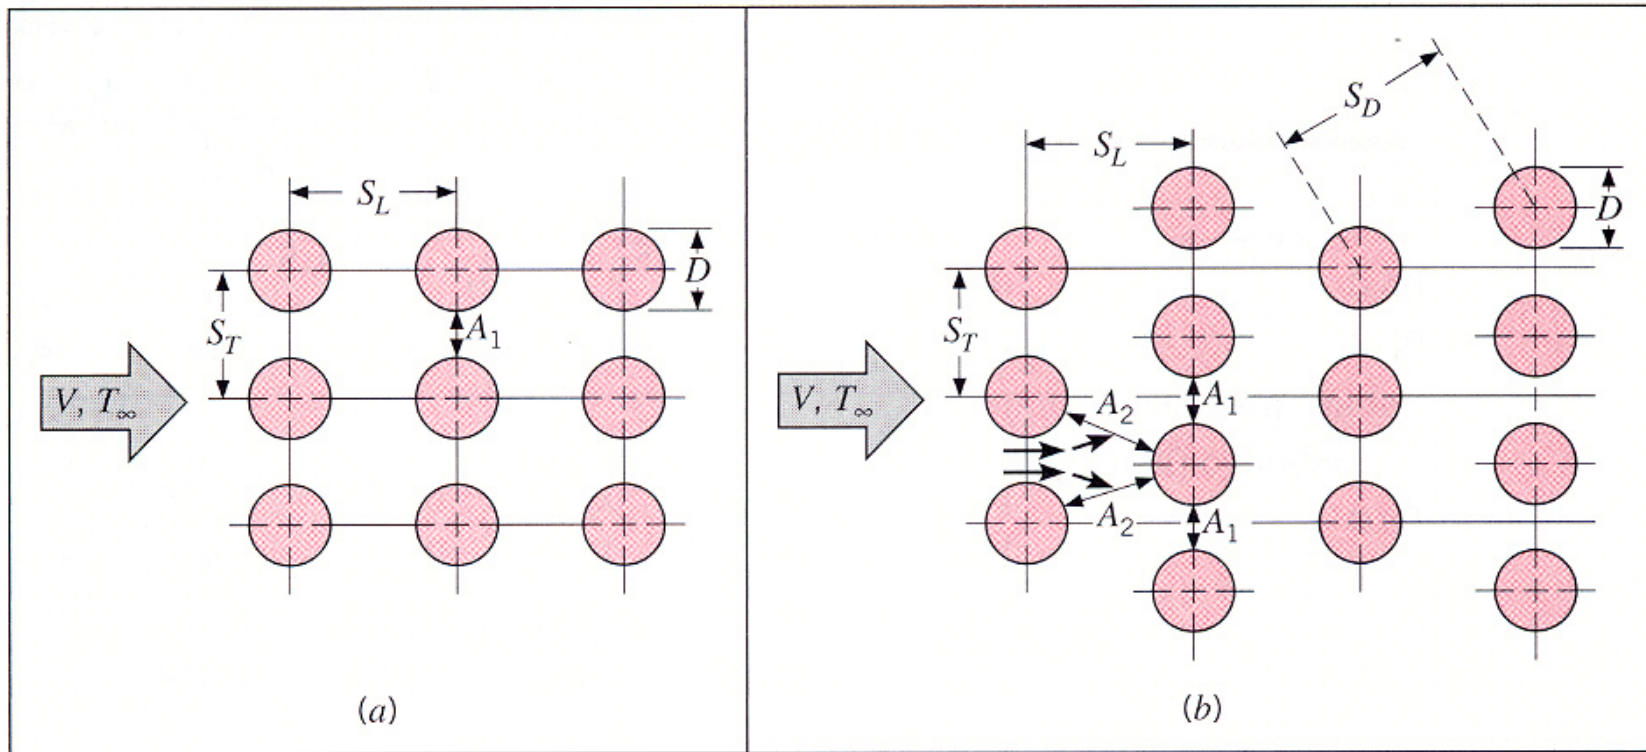 S_L
D
S_T
A_1
V, T_∞
(a)
S_D
S_L
D
S_T
A_2
A_1
V, T_∞
A_2
A_1
(b)